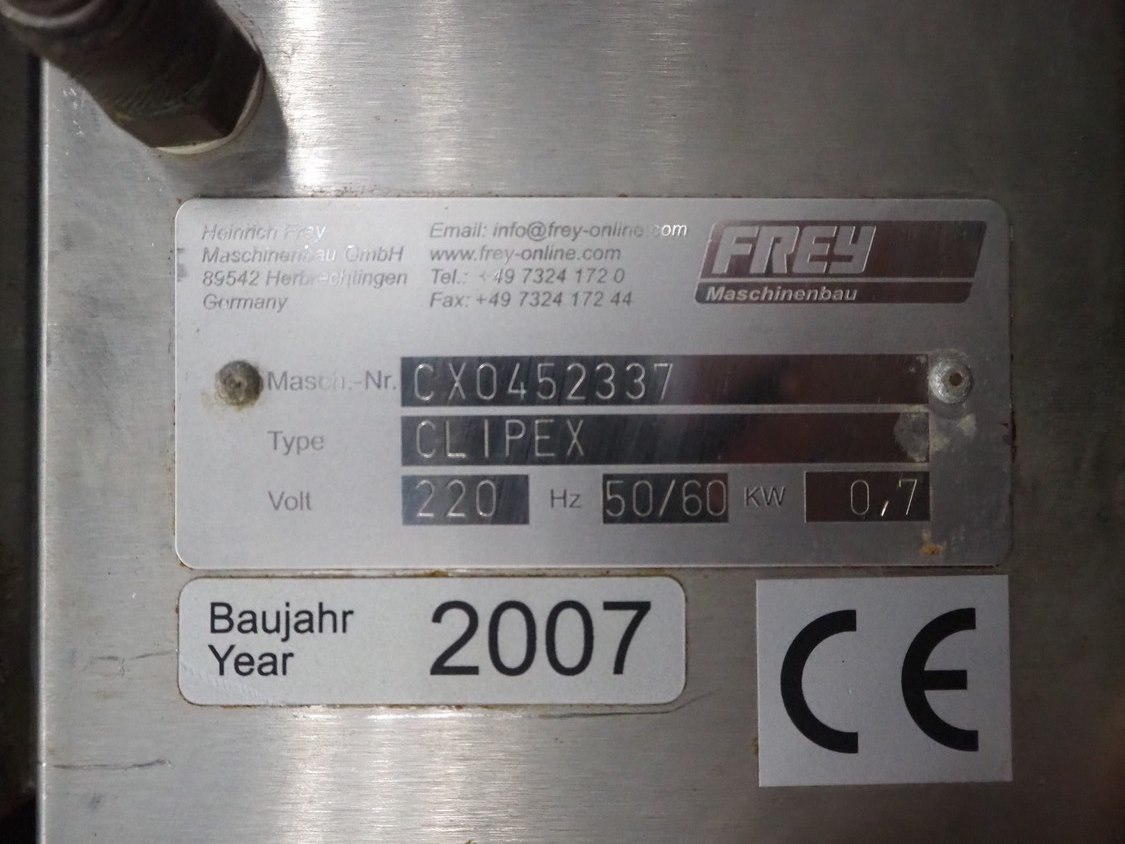 Heinrich Frey
Maschinenbau GmbH
89542 Herbrechtingen
Germany
Email: info@frey-online.com
www.frey-online.com
Tel.: +49 7324 172 0
Fax: +49 7324 172 44
FREY
Maschinenbau
Masch.-Nr. CX0452337
Type CLIPEX
Volt 220 Hz 50/60 KW 0,7
Baujahr
Year
2007
CE